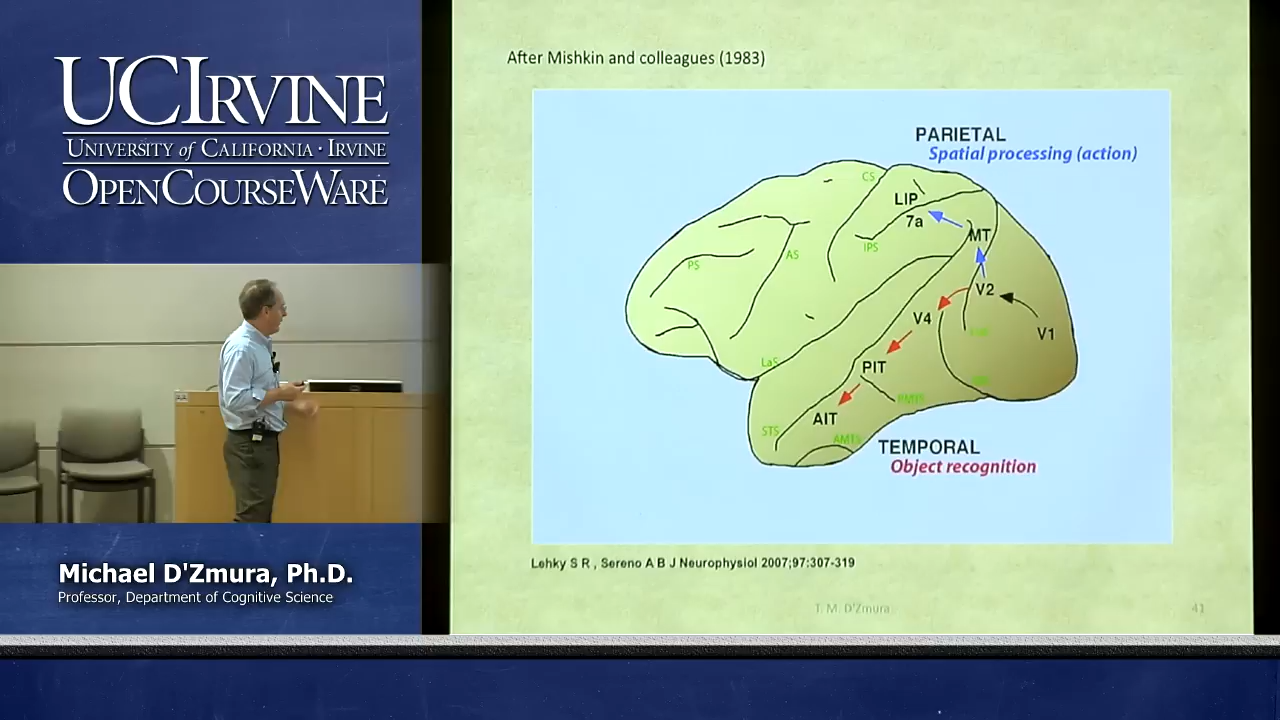 UCIRVINE
UNIVERSITY of CALIFORNIA · IRVINE
OPENCOURSEWARE
Michael D'Zmura, Ph.D.
Professor, Department of Cognitive Science
After Mishkin and colleagues (1983)
PARIETAL
Spatial processing (action)
CS
LIP
7a
IPS
MT
AS
PS
V2
V4
V1
LaS
PIT
PMTS
AIT
STS
AMTS
TEMPORAL
Object recognition
Lehky S R , Sereno A B J Neurophysiol 2007;97:307-319
T. M. D'Zmura
41